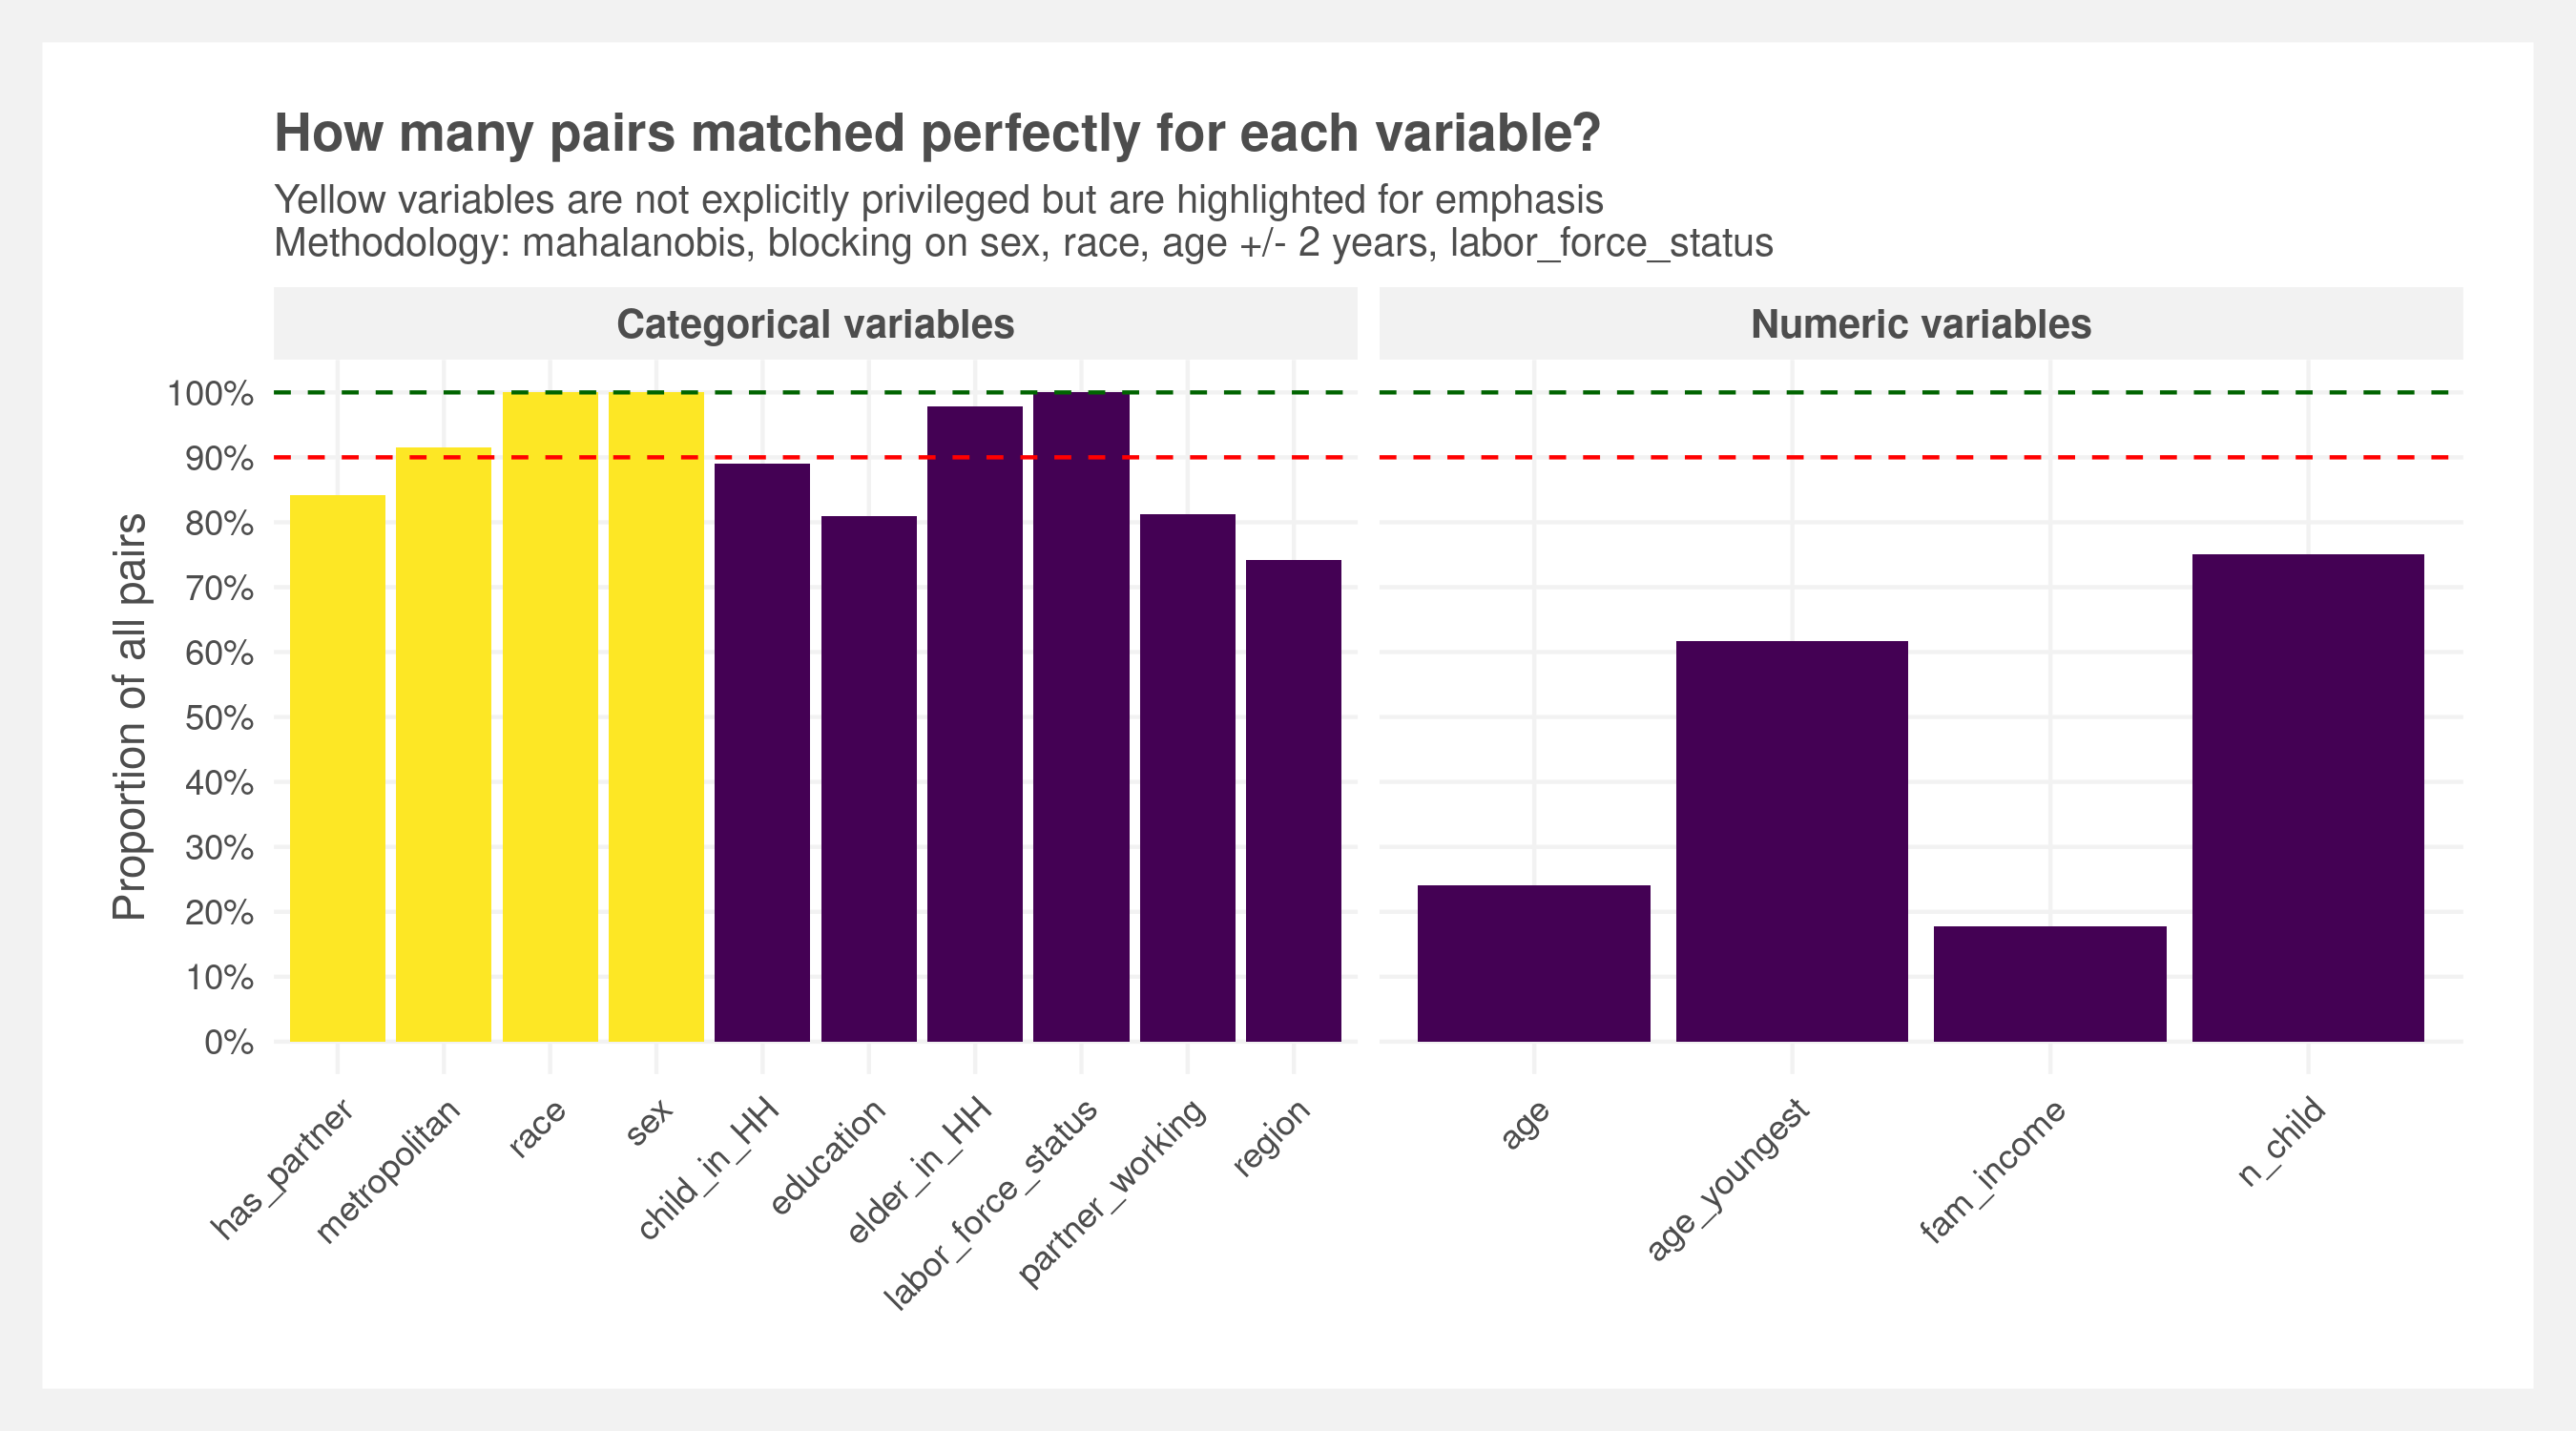 How many pairs matched perfectly for each variable?
Yellow variables are not explicitly privileged but are highlighted for emphasis
Methodology: mahalanobis, blocking on sex, race, age +/- 2 years, labor_force_status
Categorical variables
Numeric variables
Proportion of all pairs
100%
90%
80%
70%
60%
50%
40%
30%
20%
10%
0%
has_partner
metropolitan
race
sex
child_in_HH
education
elder_in_HH
labor_force_status
partner_working
region
age
age_youngest
fam_income
n_child